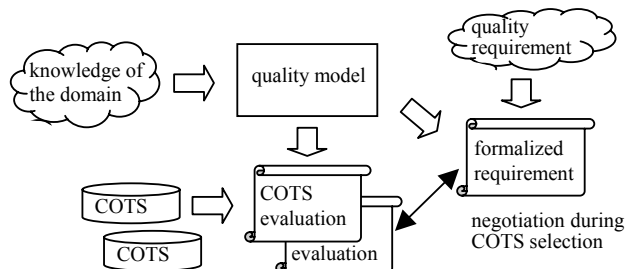 quality
requirement
knowledge of
the domain
quality model
formalized
requirement
COTS
evaluation
COTS
evaluation
COTS
negotiation during
COTS selection